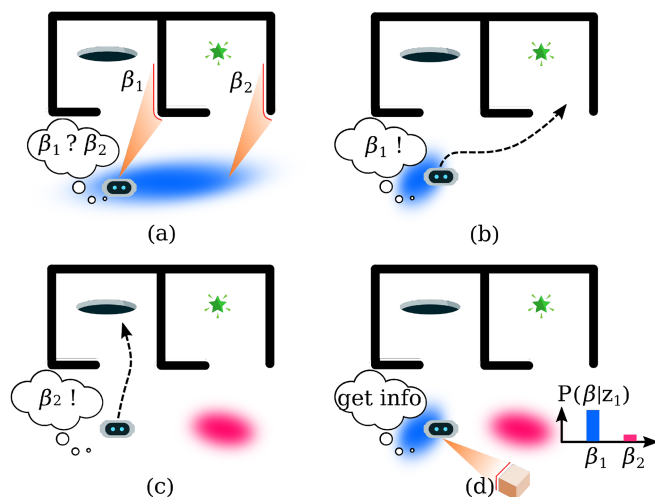 β₁
β₂
β₁ ? β₂
(a)
β₁ !
(b)
β₂ !
(c)
get info
P(β|z₁)
β₁ β₂
(d)